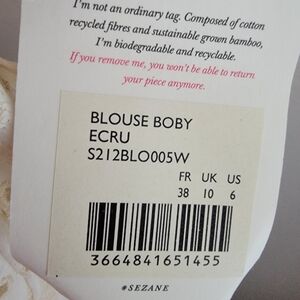 I'm not an ordinary tag. Composed of cotton
recycled fibres and sustainable grown bamboo,
I'm biodegradable and recyclable.
If you remove me, you won't be able to return
your piece anymore.
BLOUSE BOBY
ECRU
S212BLO005W
FR UK US
38 10 6
3664841651455
#SEZANE